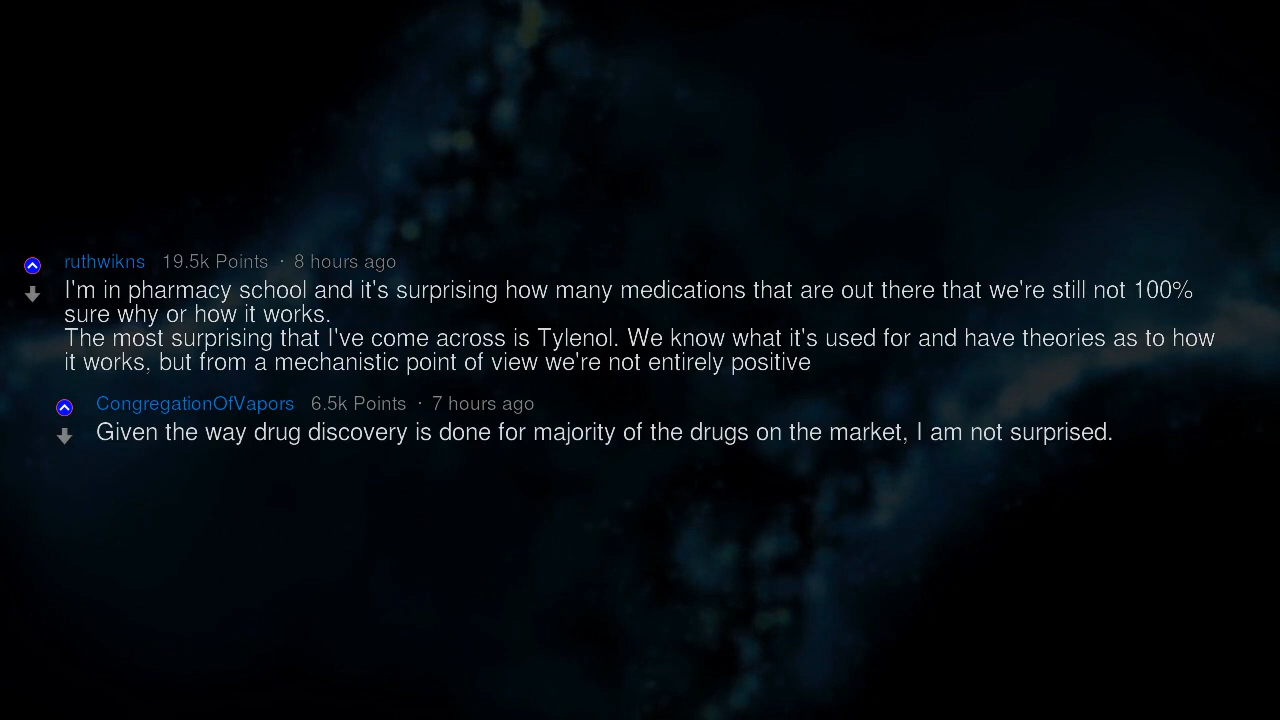 ruthwikns 19.5k Points · 8 hours ago
I'm in pharmacy school and it's surprising how many medications that are out there that we're still not 100%
sure why or how it works.
The most surprising that I've come across is Tylenol. We know what it's used for and have theories as to how
it works, but from a mechanistic point of view we're not entirely positive
CongregationOfVapors 6.5k Points · 7 hours ago
Given the way drug discovery is done for majority of the drugs on the market, I am not surprised.